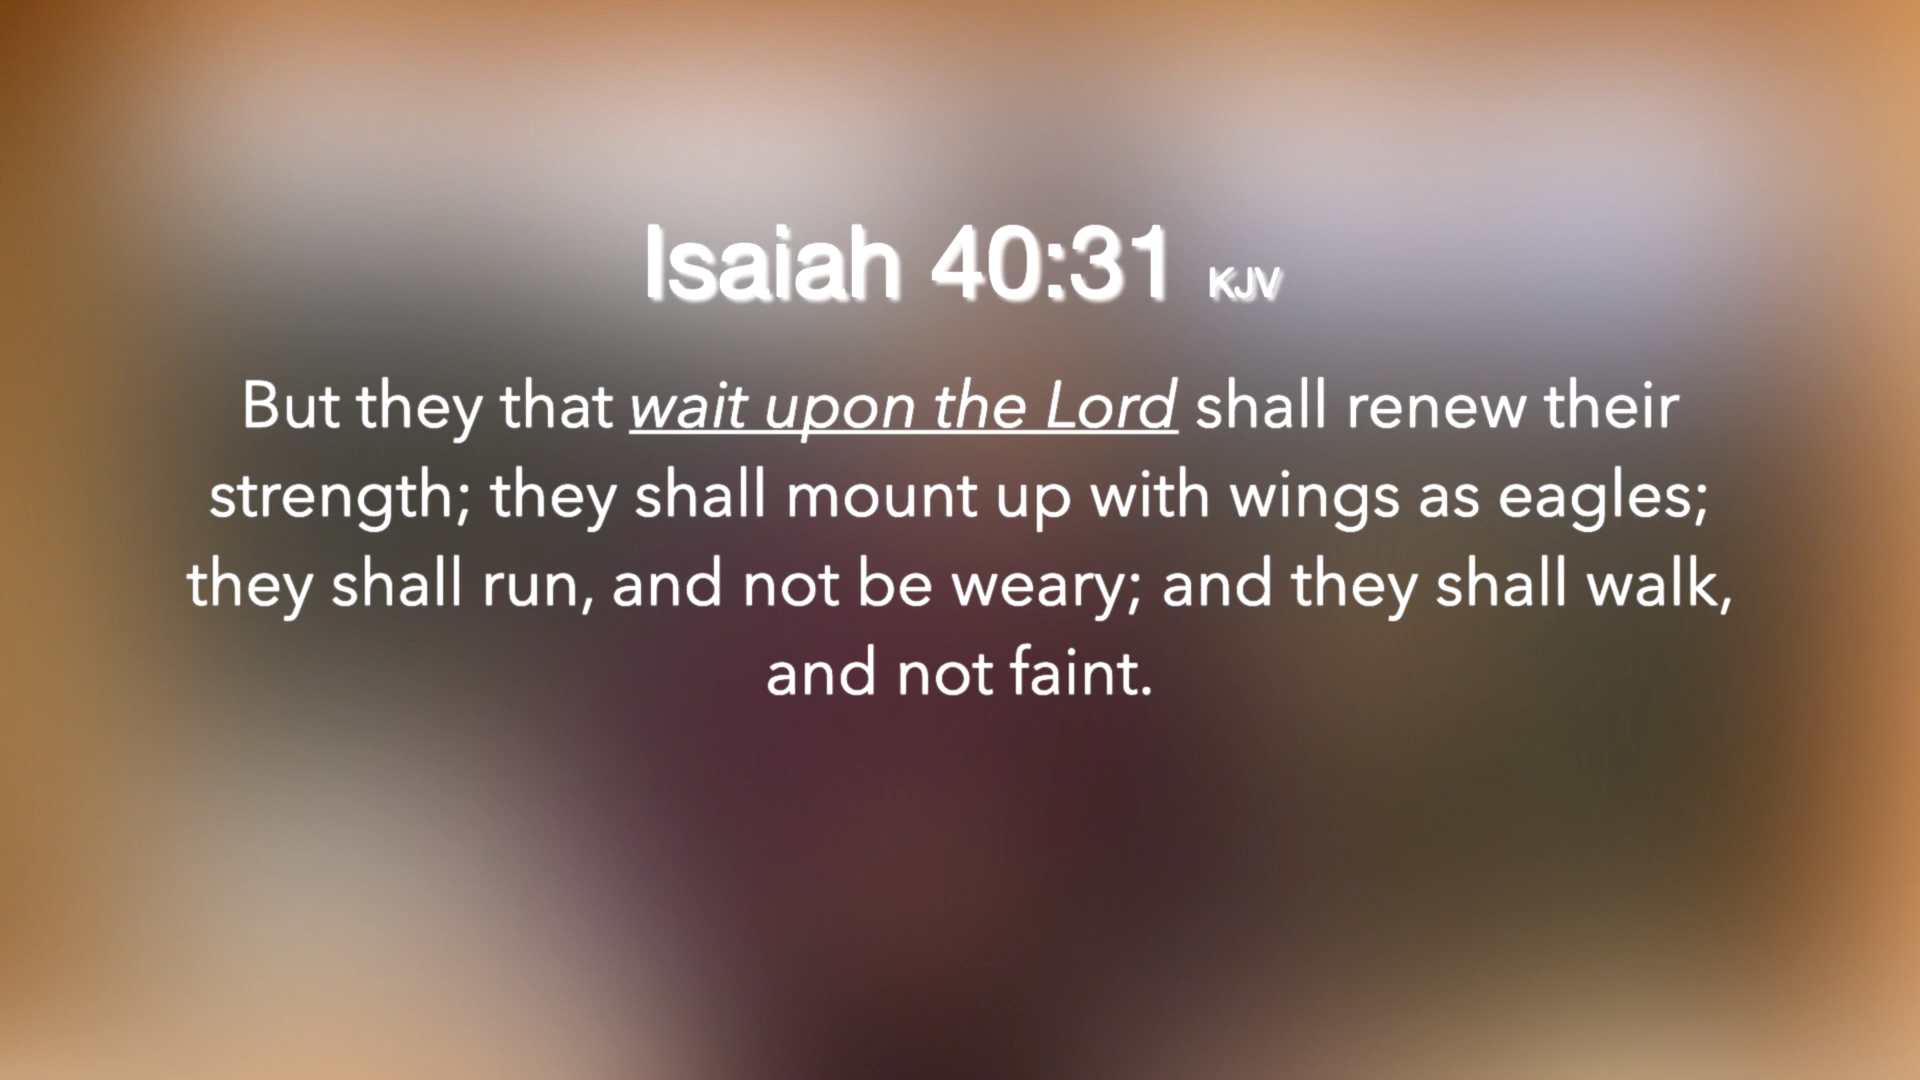 Isaiah 40:31 KJV
But they that wait upon the Lord shall renew their
strength; they shall mount up with wings as eagles;
they shall run, and not be weary; and they shall walk,
and not faint.